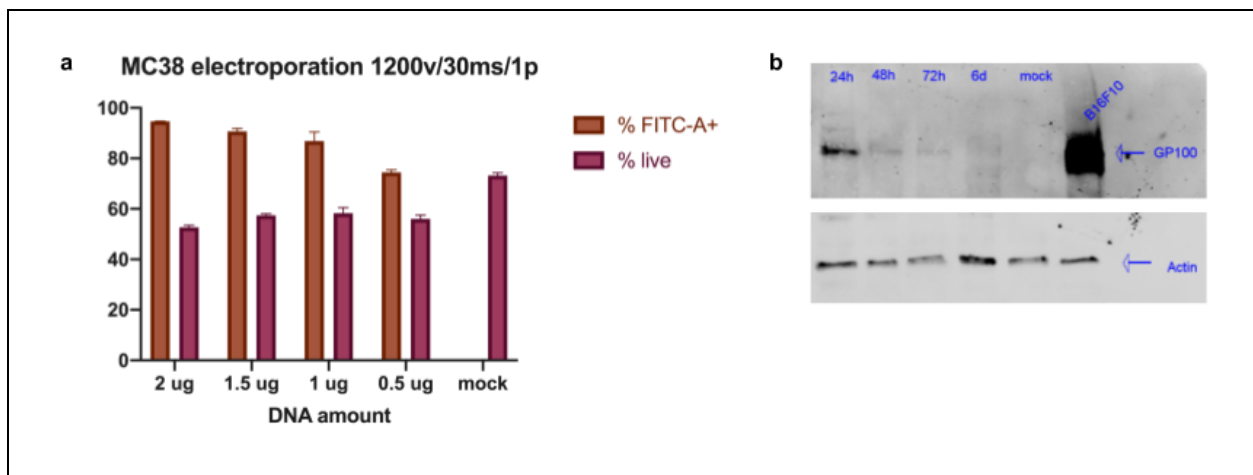 a
MC38 electroporation 1200v/30ms/1p
100
80
60
40
20
0
2 ug 1.5 ug 1 ug 0.5 ug mock
DNA amount
% FITC-A+
% live
b
24h 48h 72h 6d mock B16F10
GP100
Actin